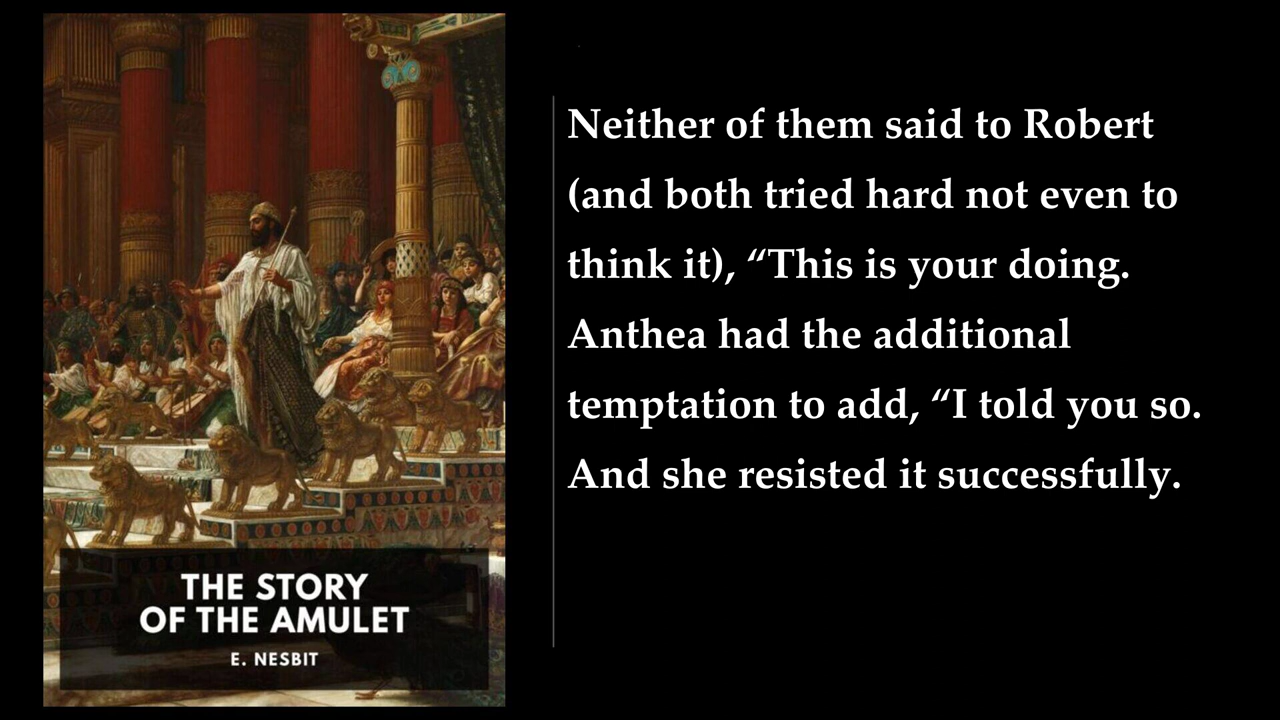 Neither of them said to Robert
(and both tried hard not even to
think it), “This is your doing.
Anthea had the additional
temptation to add, “I told you so.
And she resisted it successfully.
THE STORY
OF THE AMULET
E. NESBIT